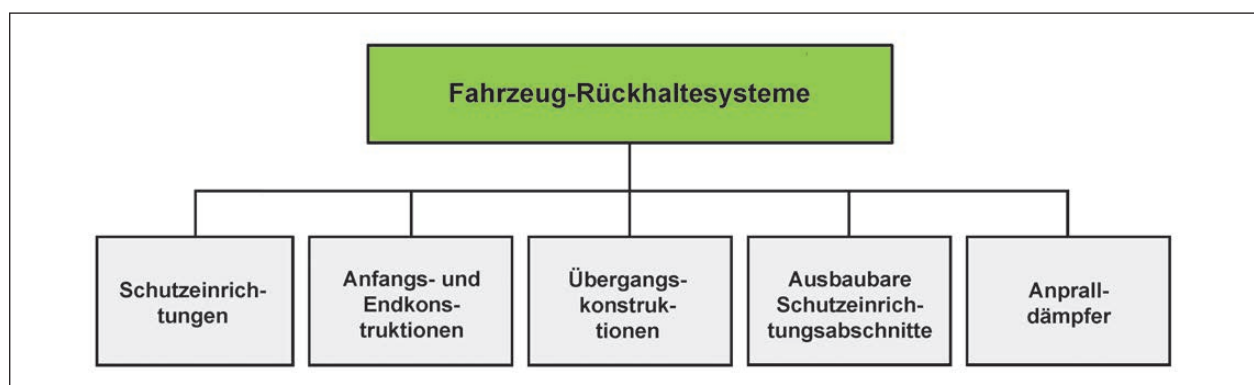 Fahrzeug-Rückhaltesysteme
Schutzeinrich-
tungen
Anfangs- und
Endkons-
truktionen
Übergangs-
konstruk-
tionen
Ausbaubare
Schutzeinrich-
tungsabschnitte
Anprall-
dämpfer